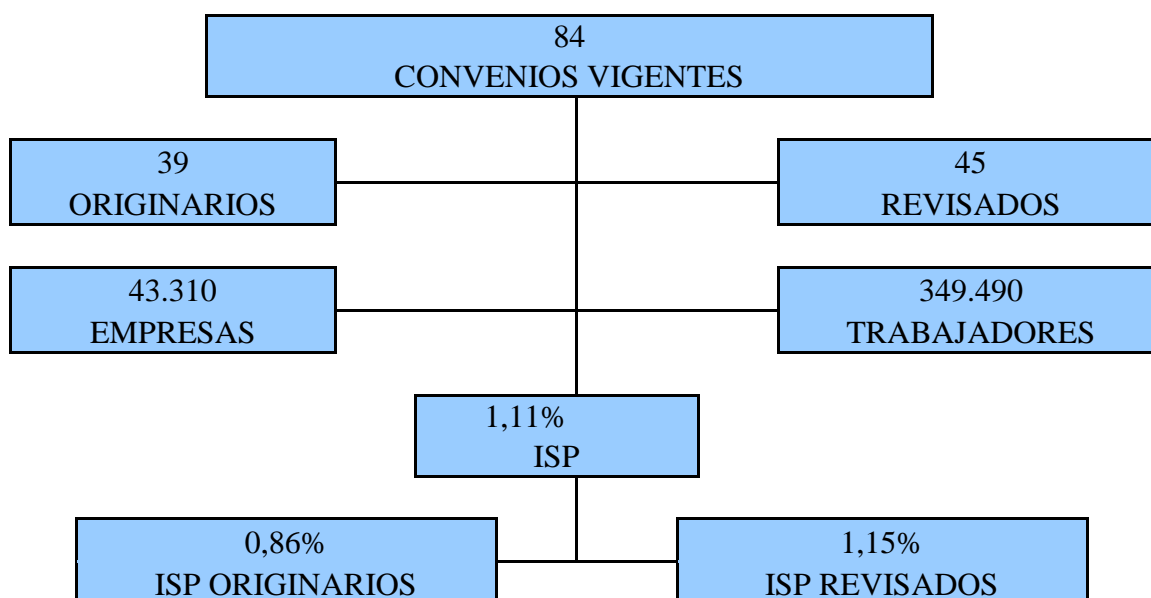 84
CONVENIOS VIGENTES
39
ORIGINARIOS
45
REVISADOS
43.310
EMPRESAS
349.490
TRABAJADORES
1,11%
ISP
0,86%
ISP ORIGINARIOS
1,15%
ISP REVISADOS